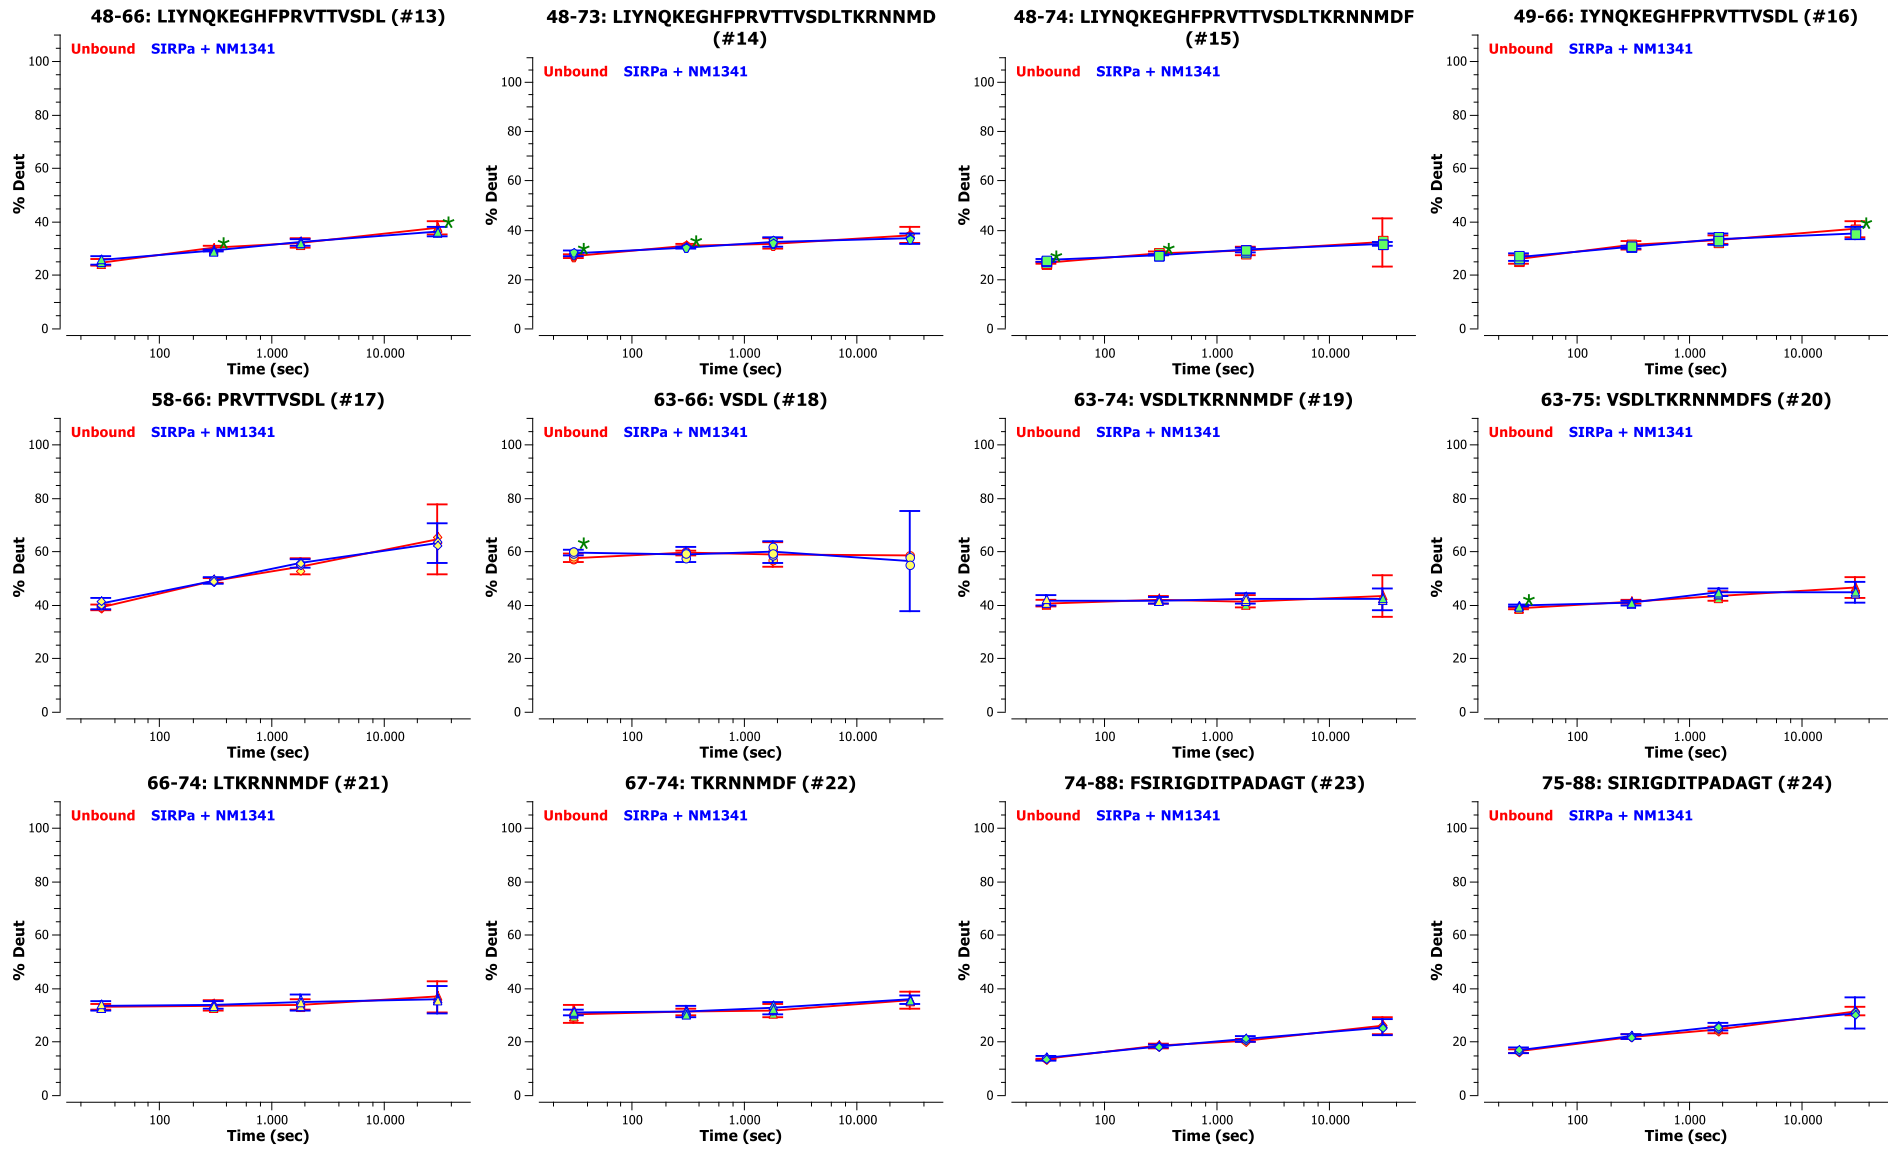 48-66: LIYNQKEGHFPRVTTVSDL (#13)
Unbound SIRPa + NM1341
100
80
60
40
20
0
% Deut
100 1.000 10.000
Time (sec)
48-73: LIYNQKEGHFPRVTTVSDLTKRNNMD
(#14)
Unbound SIRPa + NM1341
100
80
60
40
20
0
% Deut
100 1.000 10.000
Time (sec)
48-74: LIYNQKEGHFPRVTTVSDLTKRNNMDF
(#15)
Unbound SIRPa + NM1341
100
80
60
40
20
0
% Deut
100 1.000 10.000
Time (sec)
49-66: IYNQKEGHFPRVTTVSDL (#16)
Unbound SIRPa + NM1341
100
80
60
40
20
0
% Deut
100 1.000 10.000
Time (sec)
58-66: PRVTTVSDL (#17)
Unbound SIRPa + NM1341
100
80
60
40
20
0
% Deut
100 1.000 10.000
Time (sec)
63-66: VSDL (#18)
Unbound SIRPa + NM1341
100
80
60
40
20
0
% Deut
100 1.000 10.000
Time (sec)
63-74: VSDLTKRNNMDF (#19)
Unbound SIRPa + NM1341
100
80
60
40
20
0
% Deut
100 1.000 10.000
Time (sec)
63-75: VSDLTKRNNMDFS (#20)
Unbound SIRPa + NM1341
100
80
60
40
20
0
% Deut
100 1.000 10.000
Time (sec)
66-74: LTKRNNMDF (#21)
Unbound SIRPa + NM1341
100
80
60
40
20
0
% Deut
100 1.000 10.000
Time (sec)
67-74: TKRNNMDF (#22)
Unbound SIRPa + NM1341
100
80
60
40
20
0
% Deut
100 1.000 10.000
Time (sec)
74-88: FSIRIGDITPADAGT (#23)
Unbound SIRPa + NM1341
100
80
60
40
20
0
% Deut
100 1.000 10.000
Time (sec)
75-88: SIRIGDITPADAGT (#24)
Unbound SIRPa + NM1341
100
80
60
40
20
0
% Deut
100 1.000 10.000
Time (sec)